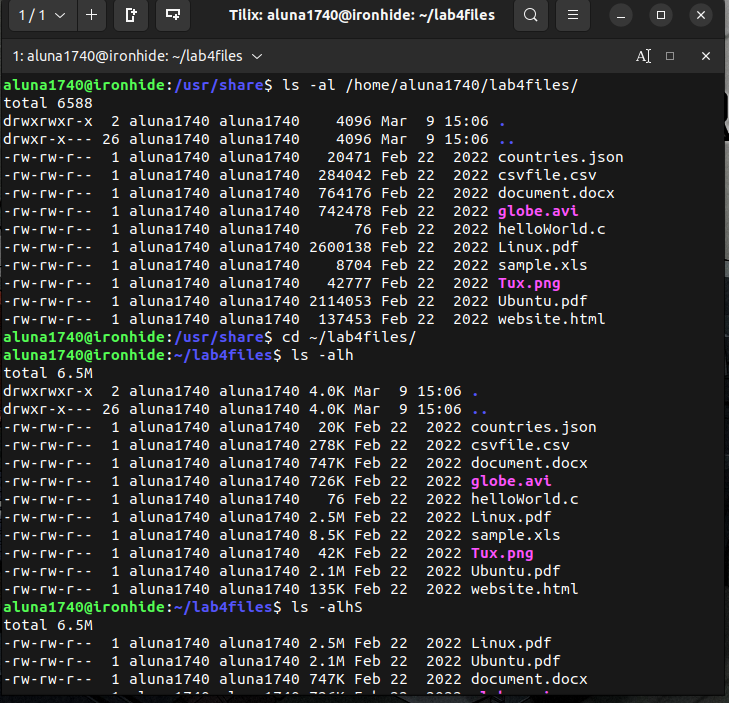 1 / 1
Tilix: aluna1740@ironhide: ~/lab4files
1: aluna1740@ironhide: ~/lab4files
aluna1740@ironhide:/usr/share$ ls -al /home/aluna1740/lab4files/
total 6588
drwxrwxr-x  2 aluna1740 aluna1740    4096 Mar  9 15:06 .
drwxr-x--- 26 aluna1740 aluna1740    4096 Mar  9 15:06 ..
-rw-rw-r--  1 aluna1740 aluna1740   20471 Feb 22  2022 countries.json
-rw-rw-r--  1 aluna1740 aluna1740  284042 Feb 22  2022 csvfile.csv
-rw-rw-r--  1 aluna1740 aluna1740  764176 Feb 22  2022 document.docx
-rw-rw-r--  1 aluna1740 aluna1740  742478 Feb 22  2022 globe.avi
-rw-rw-r--  1 aluna1740 aluna1740      76 Feb 22  2022 helloWorld.c
-rw-rw-r--  1 aluna1740 aluna1740 2600138 Feb 22  2022 Linux.pdf
-rw-rw-r--  1 aluna1740 aluna1740    8704 Feb 22  2022 sample.xls
-rw-rw-r--  1 aluna1740 aluna1740   42777 Feb 22  2022 Tux.png
-rw-rw-r--  1 aluna1740 aluna1740 2114053 Feb 22  2022 Ubuntu.pdf
-rw-rw-r--  1 aluna1740 aluna1740  137453 Feb 22  2022 website.html
aluna1740@ironhide:/usr/share$ cd ~/lab4files/
aluna1740@ironhide:~/lab4files$ ls -alh
total 6.5M
drwxrwxr-x  2 aluna1740 aluna1740 4.0K Mar  9 15:06 .
drwxr-x--- 26 aluna1740 aluna1740 4.0K Mar  9 15:06 ..
-rw-rw-r--  1 aluna1740 aluna1740  20K Feb 22  2022 countries.json
-rw-rw-r--  1 aluna1740 aluna1740 278K Feb 22  2022 csvfile.csv
-rw-rw-r--  1 aluna1740 aluna1740 747K Feb 22  2022 document.docx
-rw-rw-r--  1 aluna1740 aluna1740 726K Feb 22  2022 globe.avi
-rw-rw-r--  1 aluna1740 aluna1740   76 Feb 22  2022 helloWorld.c
-rw-rw-r--  1 aluna1740 aluna1740 2.5M Feb 22  2022 Linux.pdf
-rw-rw-r--  1 aluna1740 aluna1740 8.5K Feb 22  2022 sample.xls
-rw-rw-r--  1 aluna1740 aluna1740  42K Feb 22  2022 Tux.png
-rw-rw-r--  1 aluna1740 aluna1740 2.1M Feb 22  2022 Ubuntu.pdf
-rw-rw-r--  1 aluna1740 aluna1740 135K Feb 22  2022 website.html
aluna1740@ironhide:~/lab4files$ ls -alhS
total 6.5M
-rw-rw-r--  1 aluna1740 aluna1740 2.5M Feb 22  2022 Linux.pdf
-rw-rw-r--  1 aluna1740 aluna1740 2.1M Feb 22  2022 Ubuntu.pdf
-rw-rw-r--  1 aluna1740 aluna1740 747K Feb 22  2022 document.docx